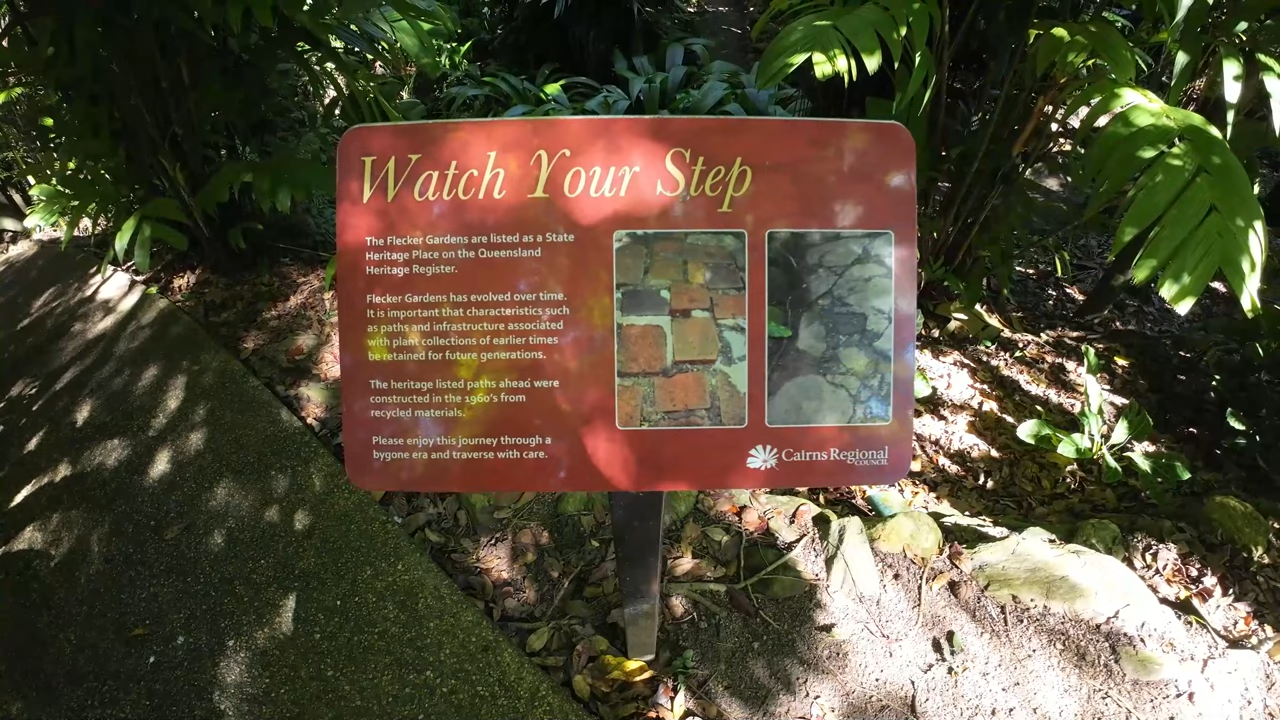 Watch Your Step
The Flecker Gardens are listed as a State
Heritage Place on the Queensland
Heritage Register.
Flecker Gardens has evolved over time.
It is important that characteristics such
as paths and infrastructure associated
with plant collections of earlier times
be retained for future generations.
The heritage listed paths ahead were
constructed in the 1960's from
recycled materials.
Please enjoy this journey through a
bygone era and traverse with care.
Cairns Regional
COUNCIL